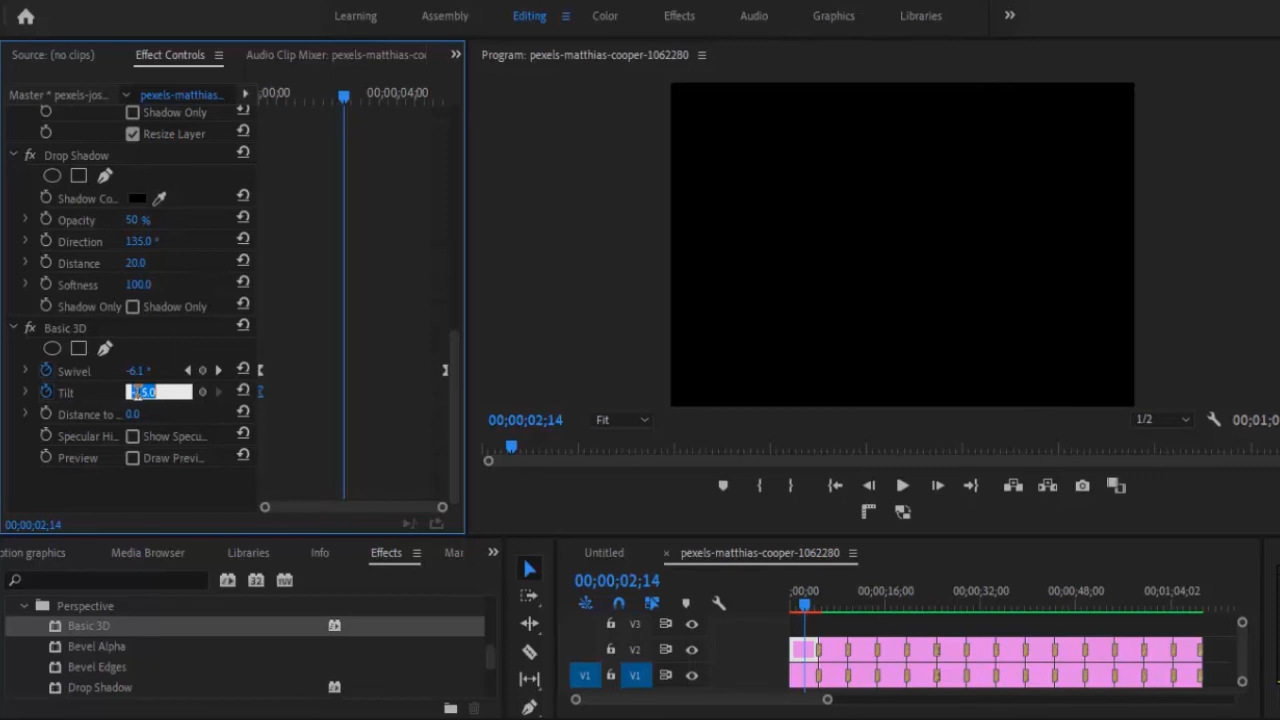 Learning Assembly Editing Color Effects Audio Graphics Libraries
Source: (no clips) Effect Controls Audio Clip Mixer: pexels-matthias-coo
Program: pexels-matthias-cooper-1062280
Master * pexels-jos... pexels-matthias...
;00;00 00;00;04;00
Shadow Only
Resize Layer
fx Drop Shadow
Shadow Co...
Opacity 50 %
Direction 135.0 °
Distance 20.0
Softness 100.0
Shadow Only Shadow Only
fx Basic 3D
Swivel -6.1 °
Tilt
Distance to ... 0.0
Specular Hi... Show Specu...
Preview Draw Previ...
00;00;02;14
00;00;02;14 Fit 1/2 00;01;0
otion graphics Media Browser Libraries Info Effects Mar
32 YUV
Perspective
Basic 3D
Bevel Alpha
Bevel Edges
Drop Shadow
Untitled × pexels-matthias-cooper-1062280
00;00;02;14
;00;00 00;00;16;00 00;00;32;00 00;00;48;00 00;01;04;02
V3
V2
V1 V1